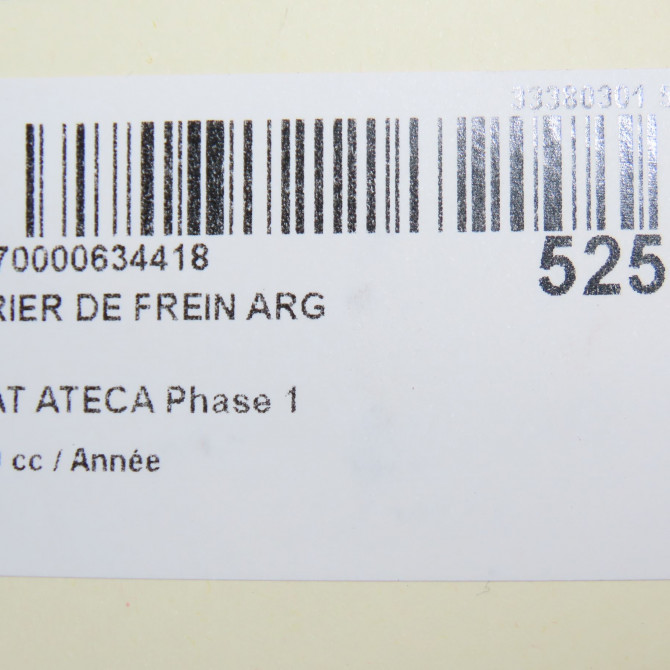 33380301
70000634418
525
RIER DE FREIN ARG
AT ATECA Phase 1
cc / Année